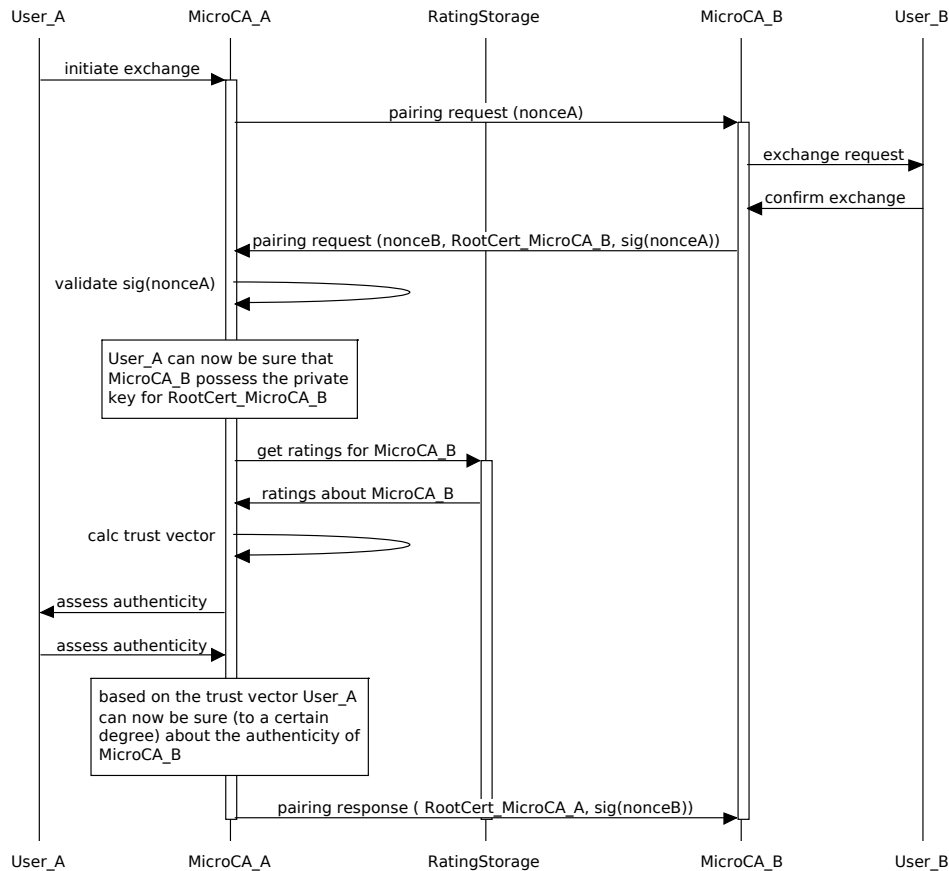 User_A MicroCA_A RatingStorage MicroCA_B User_B
initiate exchange
pairing request (nonceA)
exchange request
confirm exchange
pairing request (nonceB, RootCert_MicroCA_B, sig(nonceA))
validate sig(nonceA)
User_A can now be sure that
MicroCA_B possess the private
key for RootCert_MicroCA_B
get ratings for MicroCA_B
ratings about MicroCA_B
calc trust vector
assess authenticity
assess authenticity
based on the trust vector User_A
can now be sure (to a certain
degree) about the authenticity of
MicroCA_B
pairing response ( RootCert_MicroCA_A, sig(nonceB))
User_A MicroCA_A RatingStorage MicroCA_B User_B